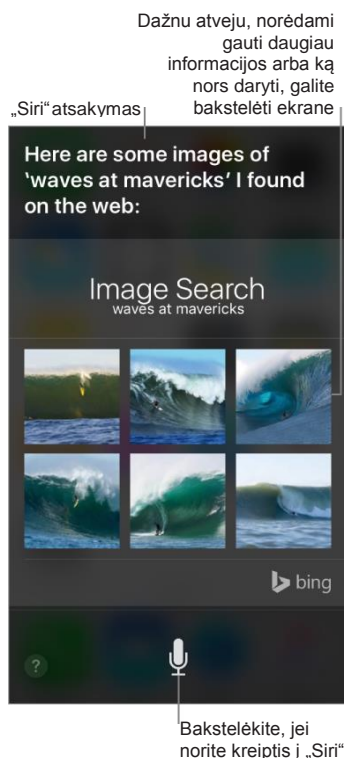 Dažnu atveju, norėdami
gauti daugiau
informacijos arba ką
nors daryti, galite
bakstelėti ekrane
„Siri“ atsakymas
Here are some images of
‘waves at mavericks’ I found
on the web:
Image Search
waves at mavericks
bing
?
Bakstelėkite, jei
norite kreiptis į „Siri“